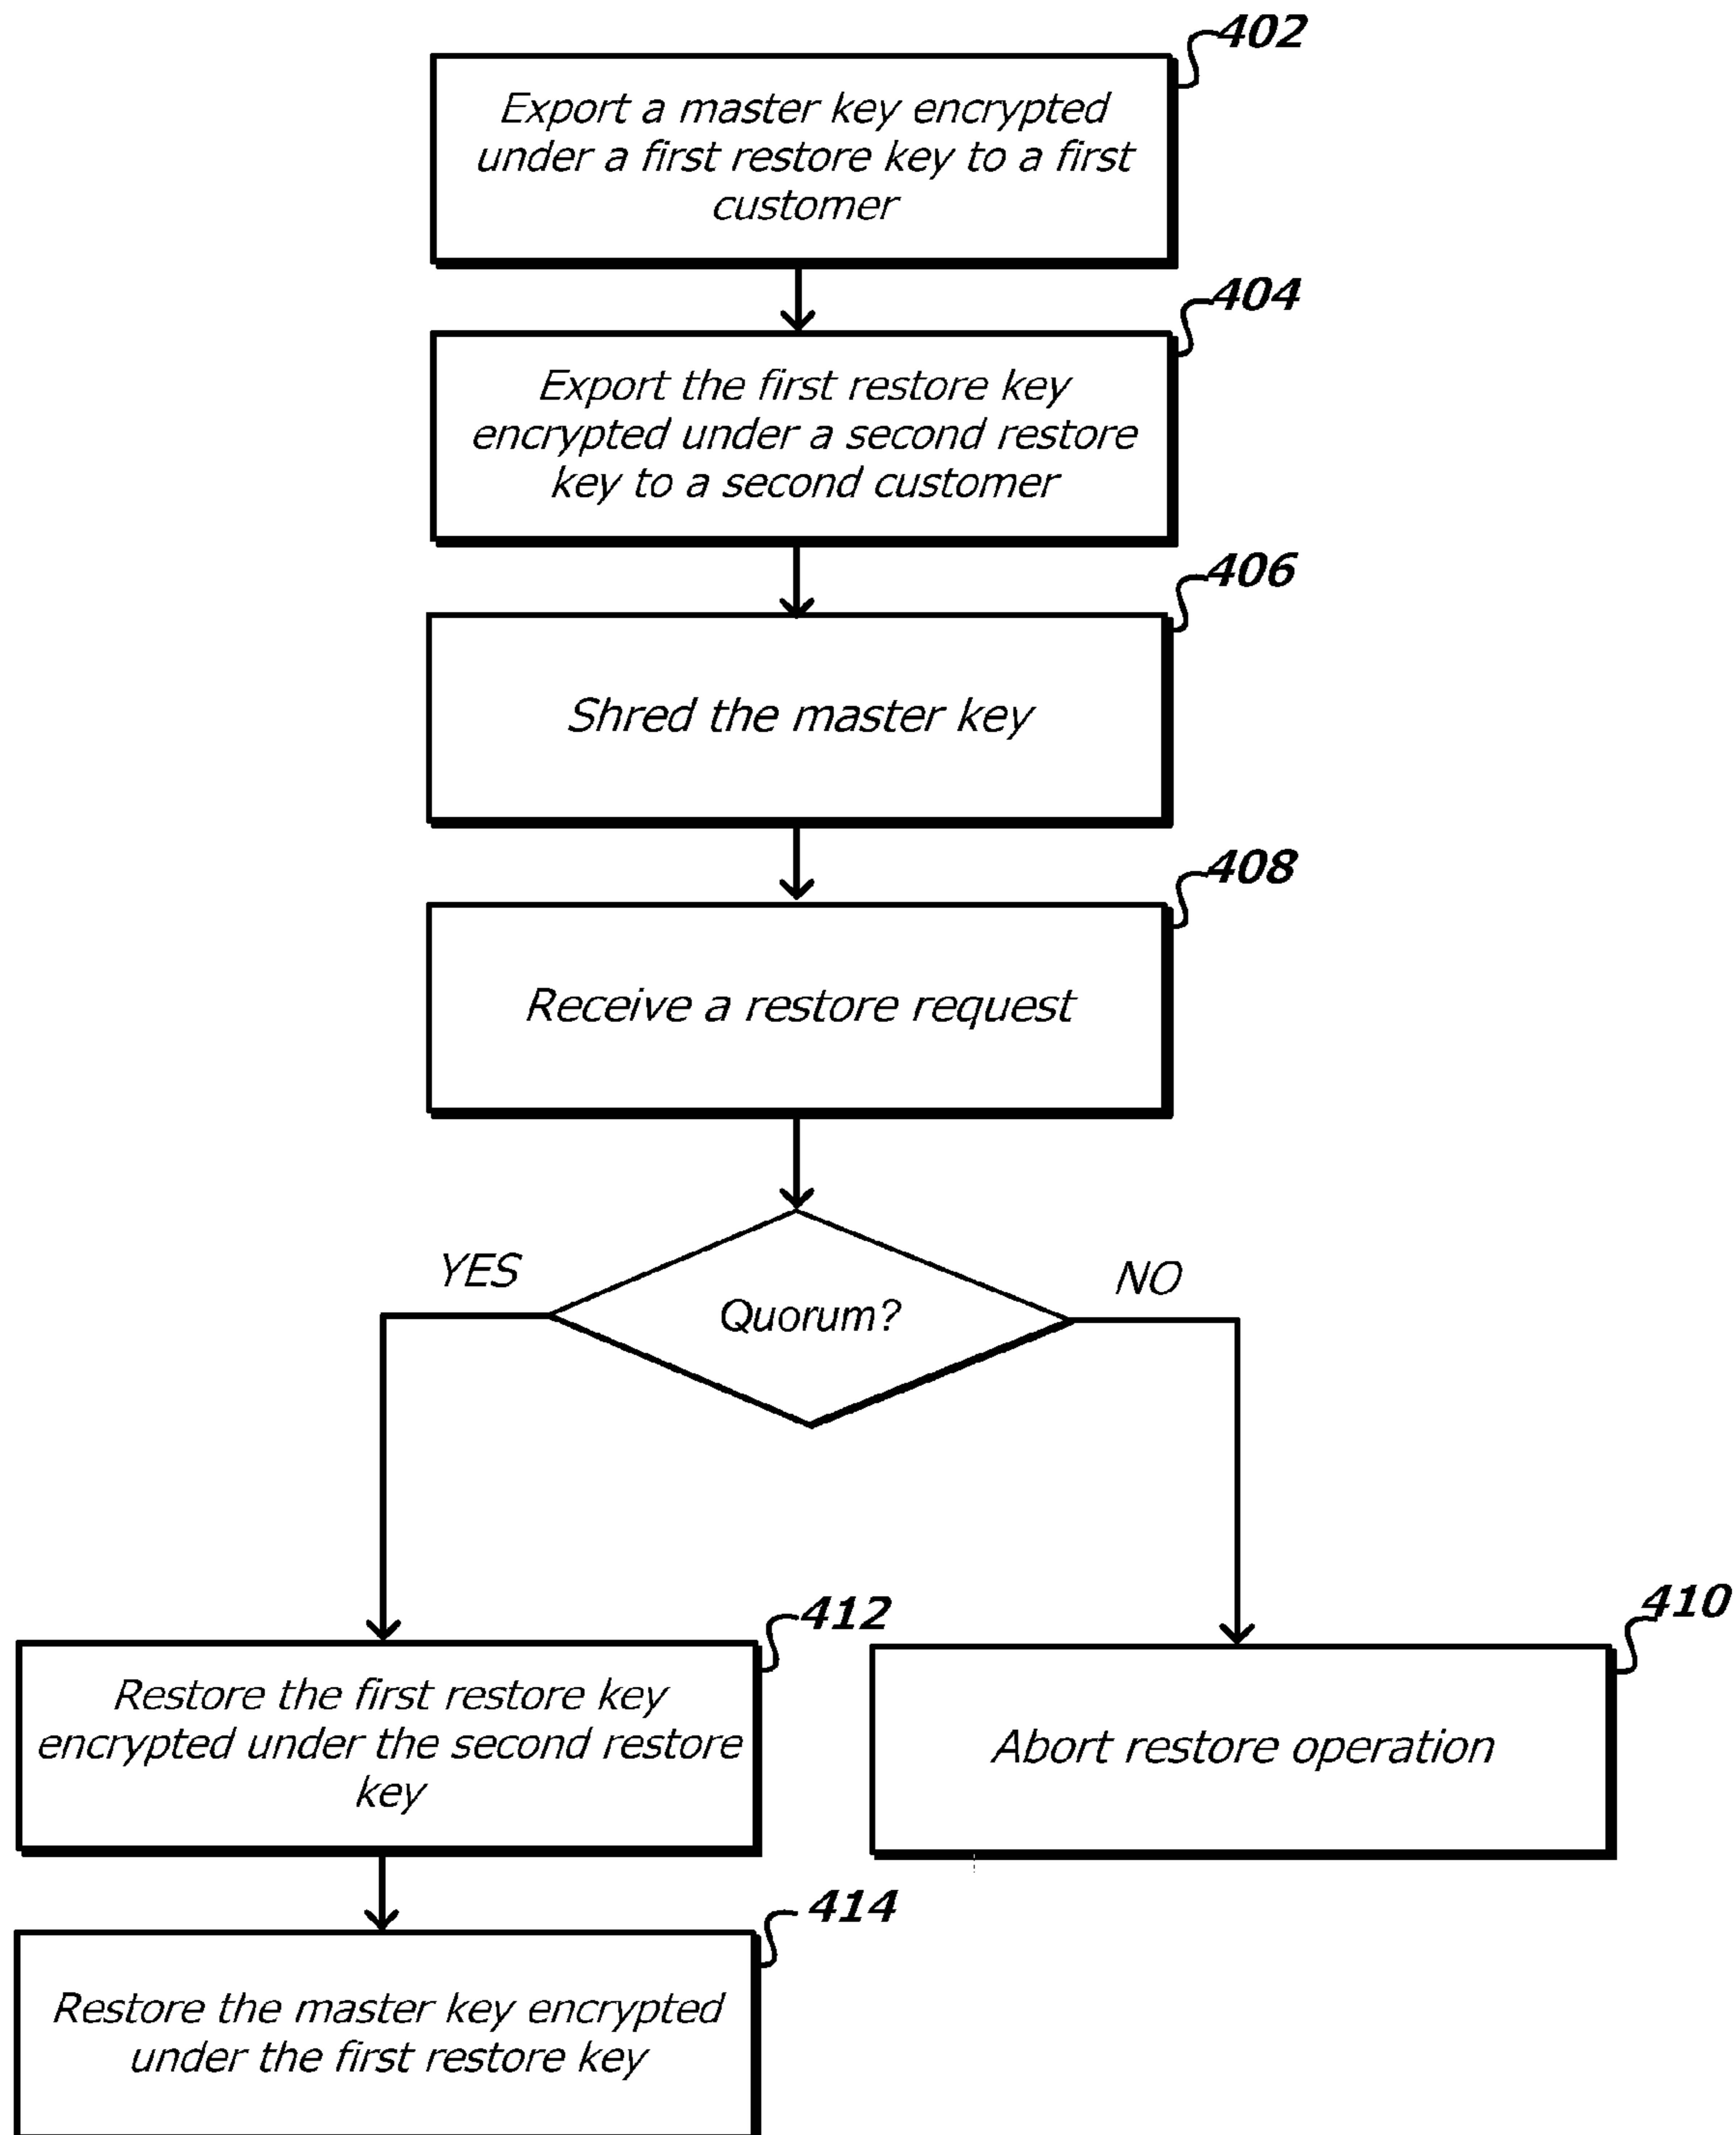 402
Export a master key encrypted
under a first restore key to a first
customer
404
Export the first restore key
encrypted under a second restore
key to a second customer
406
Shred the master key
408
Receive a restore request
YES
NO
Quorum?
412
Restore the first restore key
encrypted under the second restore
key
410
Abort restore operation
414
Restore the master key encrypted
under the first restore key